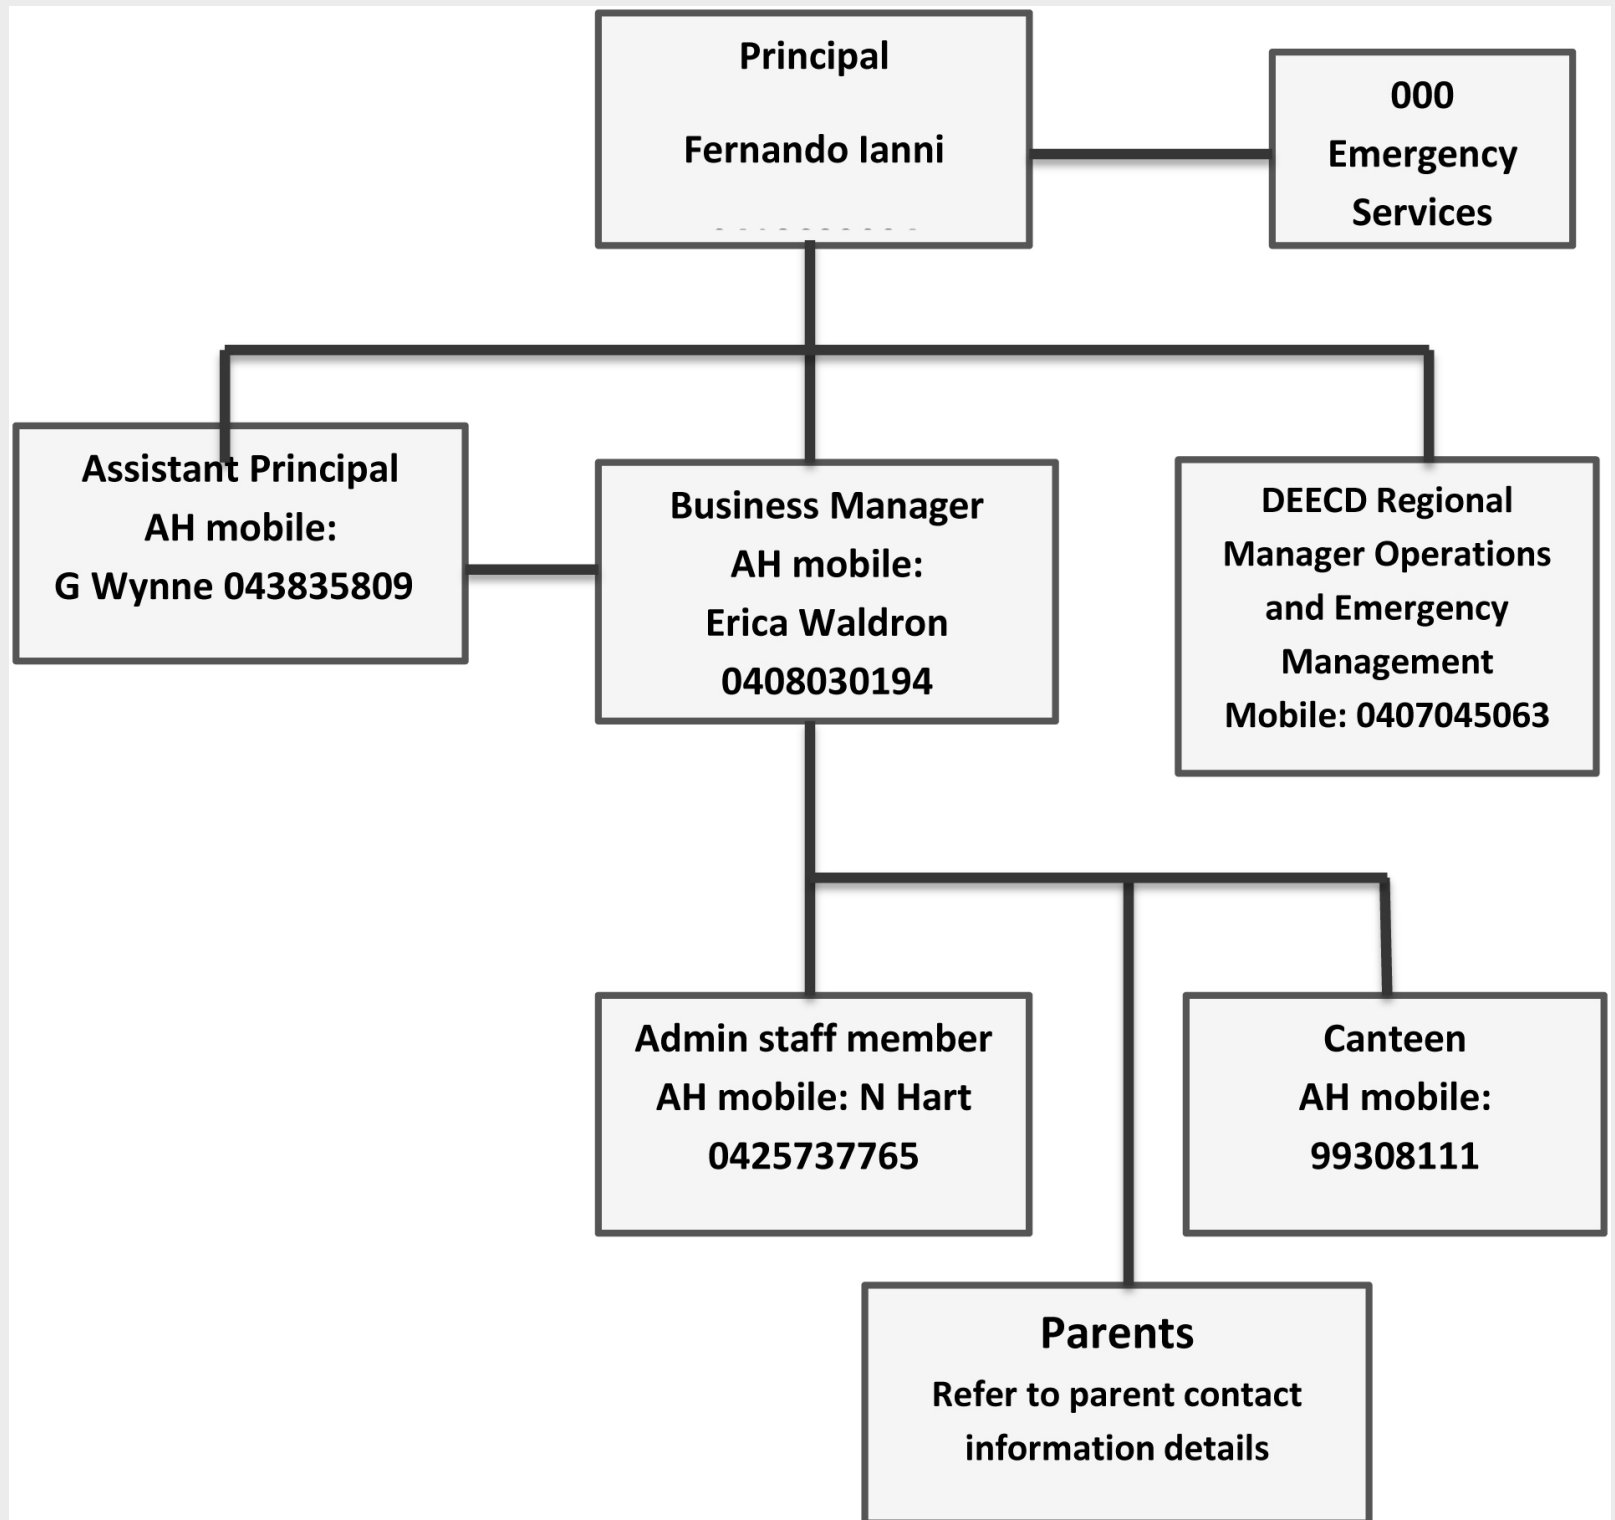 Principal
Fernando Ianni
000
Emergency
Services
Assistant Principal
AH mobile:
G Wynne 043835809
Business Manager
AH mobile:
Erica Waldron
0408030194
DEECD Regional
Manager Operations
and Emergency
Management
Mobile: 0407045063
Admin staff member
AH mobile: N Hart
0425737765
Canteen
AH mobile:
99308111
Parents
Refer to parent contact
information details